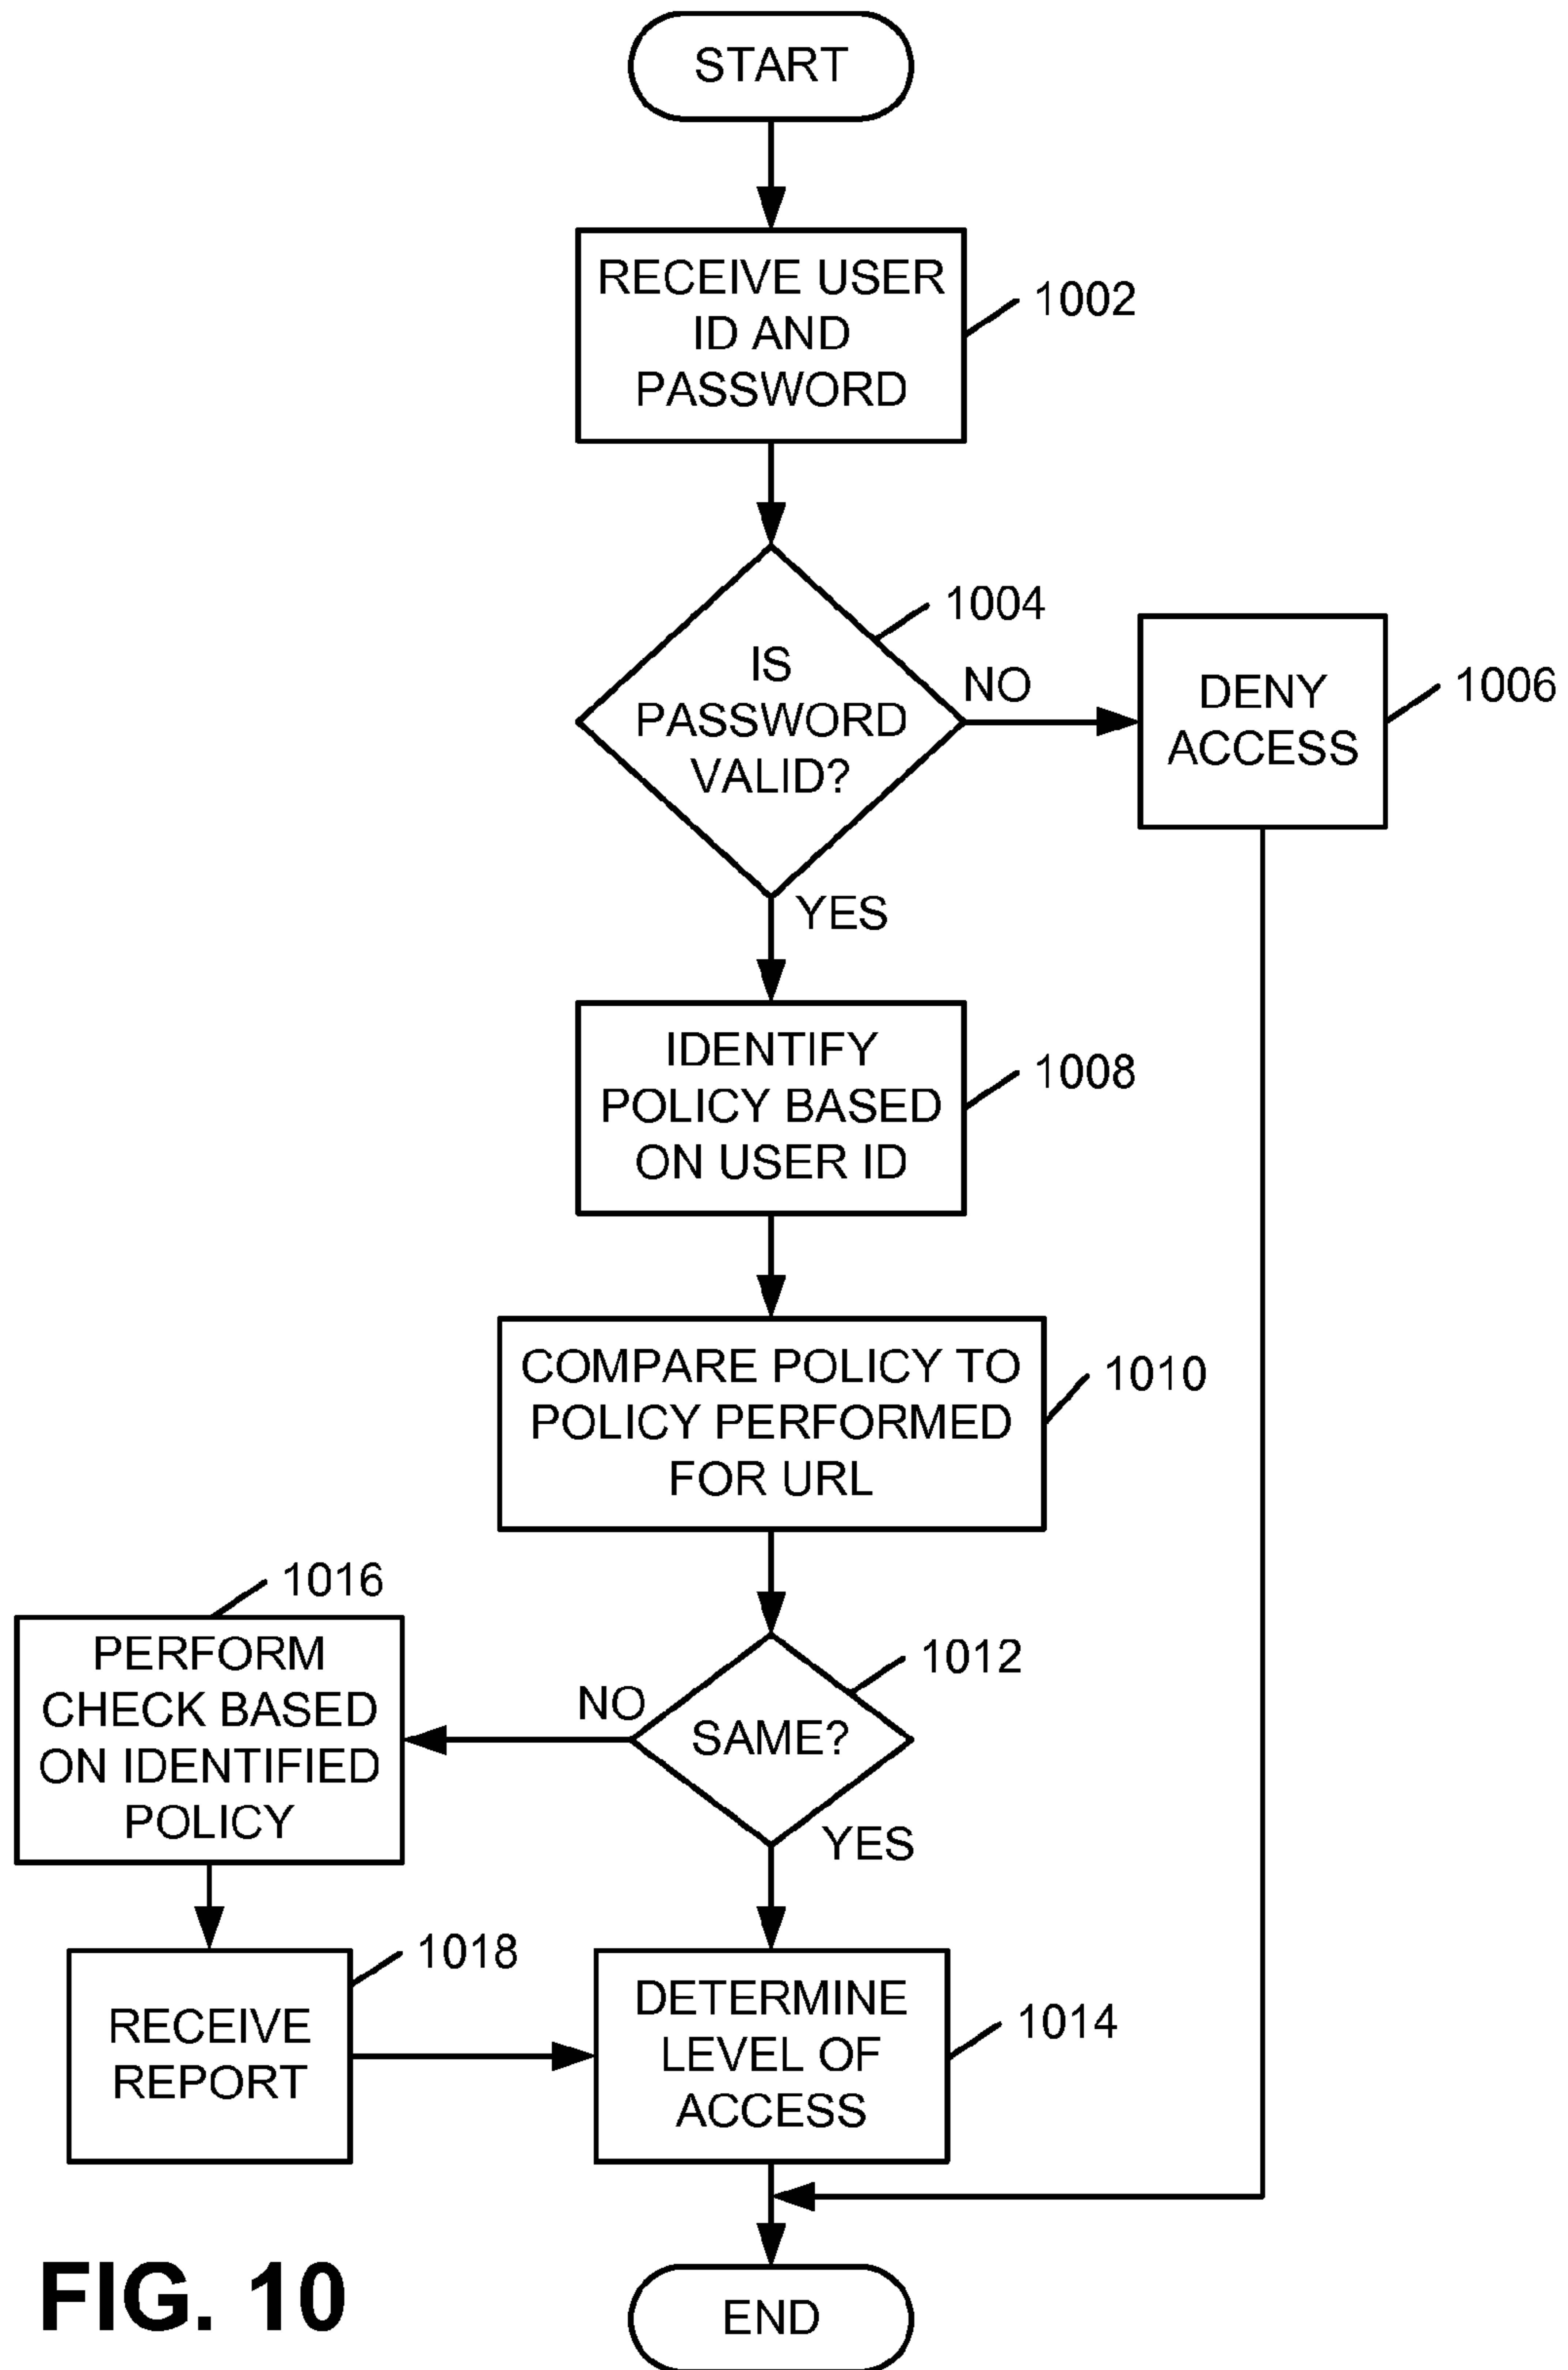 START
RECEIVE USER
ID AND
PASSWORD
1002
IS
PASSWORD
VALID?
1004
NO
DENY
ACCESS
1006
YES
IDENTIFY
POLICY BASED
ON USER ID
1008
COMPARE POLICY TO
POLICY PERFORMED
FOR URL
1010
SAME?
1012
NO
PERFORM
CHECK BASED
ON IDENTIFIED
POLICY
1016
YES
RECEIVE
REPORT
1018
DETERMINE
LEVEL OF
ACCESS
1014
END
FIG. 10